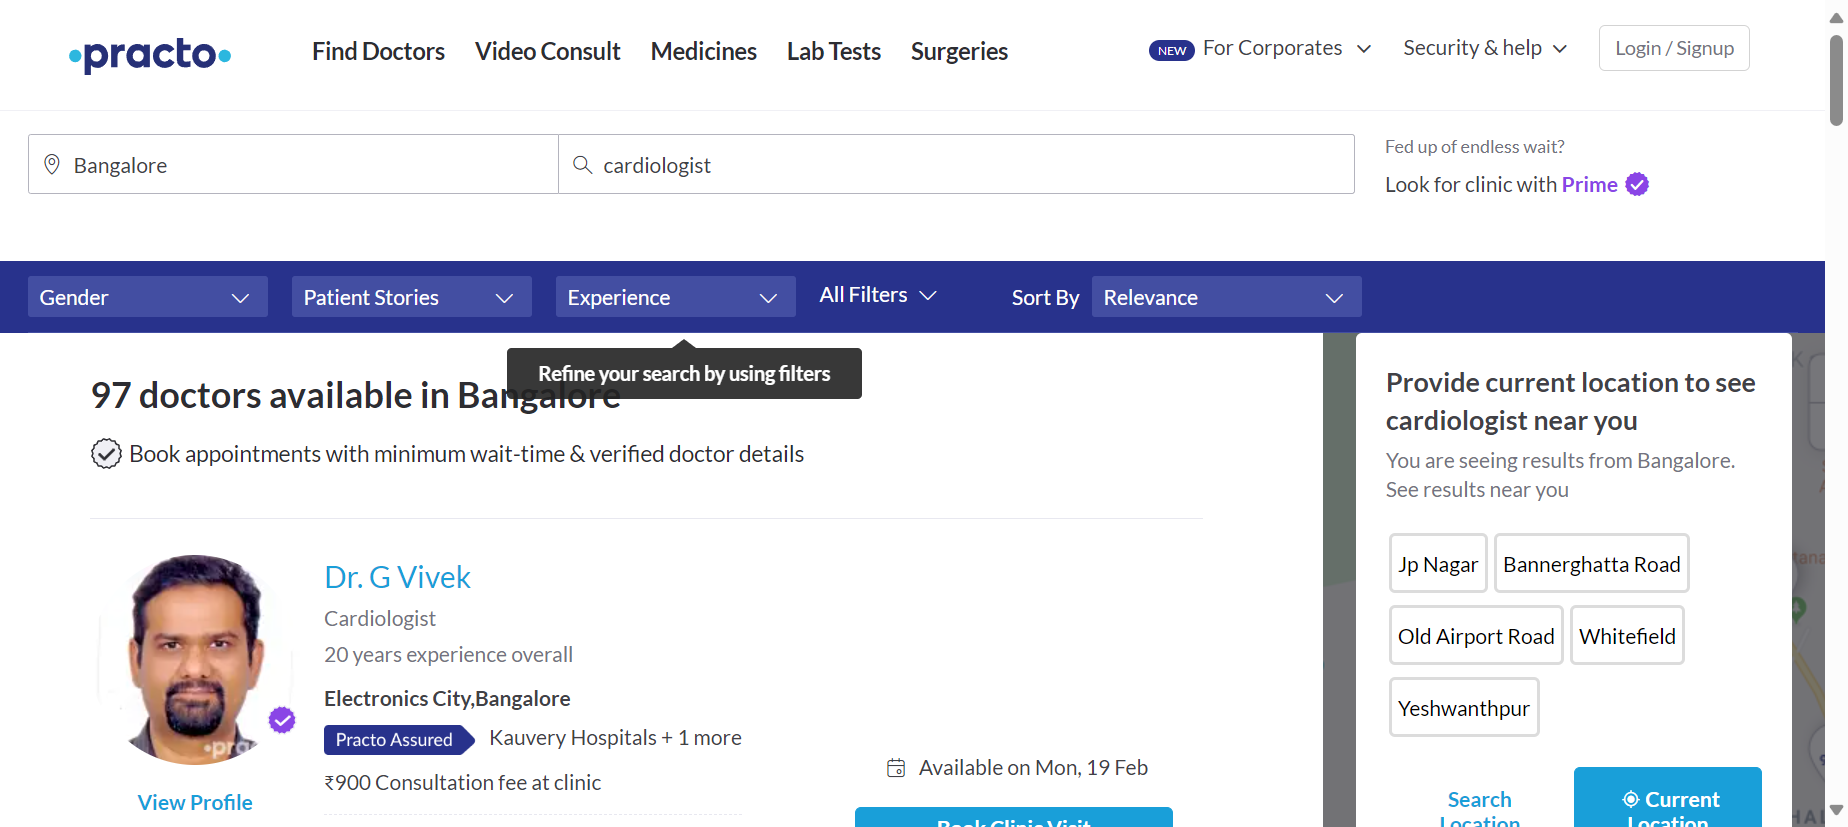 practo
Find Doctors
Video Consult
Medicines
Lab Tests
Surgeries
NEW
For Corporates
Security & help
Login / Signup
Bangalore
cardiologist
Fed up of endless wait?
Look for clinic with Prime
Gender
Patient Stories
Experience
All Filters
Sort By
Relevance
Refine your search by using filters
97 doctors available in Bangalore
Book appointments with minimum wait-time & verified doctor details
Dr. G Vivek
Cardiologist
20 years experience overall
Electronics City,Bangalore
Practo Assured
Kauvery Hospitals + 1 more
₹900 Consultation fee at clinic
View Profile
Available on Mon, 19 Feb
Book Clinic Visit
Provide current location to see
cardiologist near you
You are seeing results from Bangalore.
See results near you
Jp Nagar
Bannerghatta Road
Old Airport Road
Whitefield
Yeshwanthpur
Search
Location
Current
Location